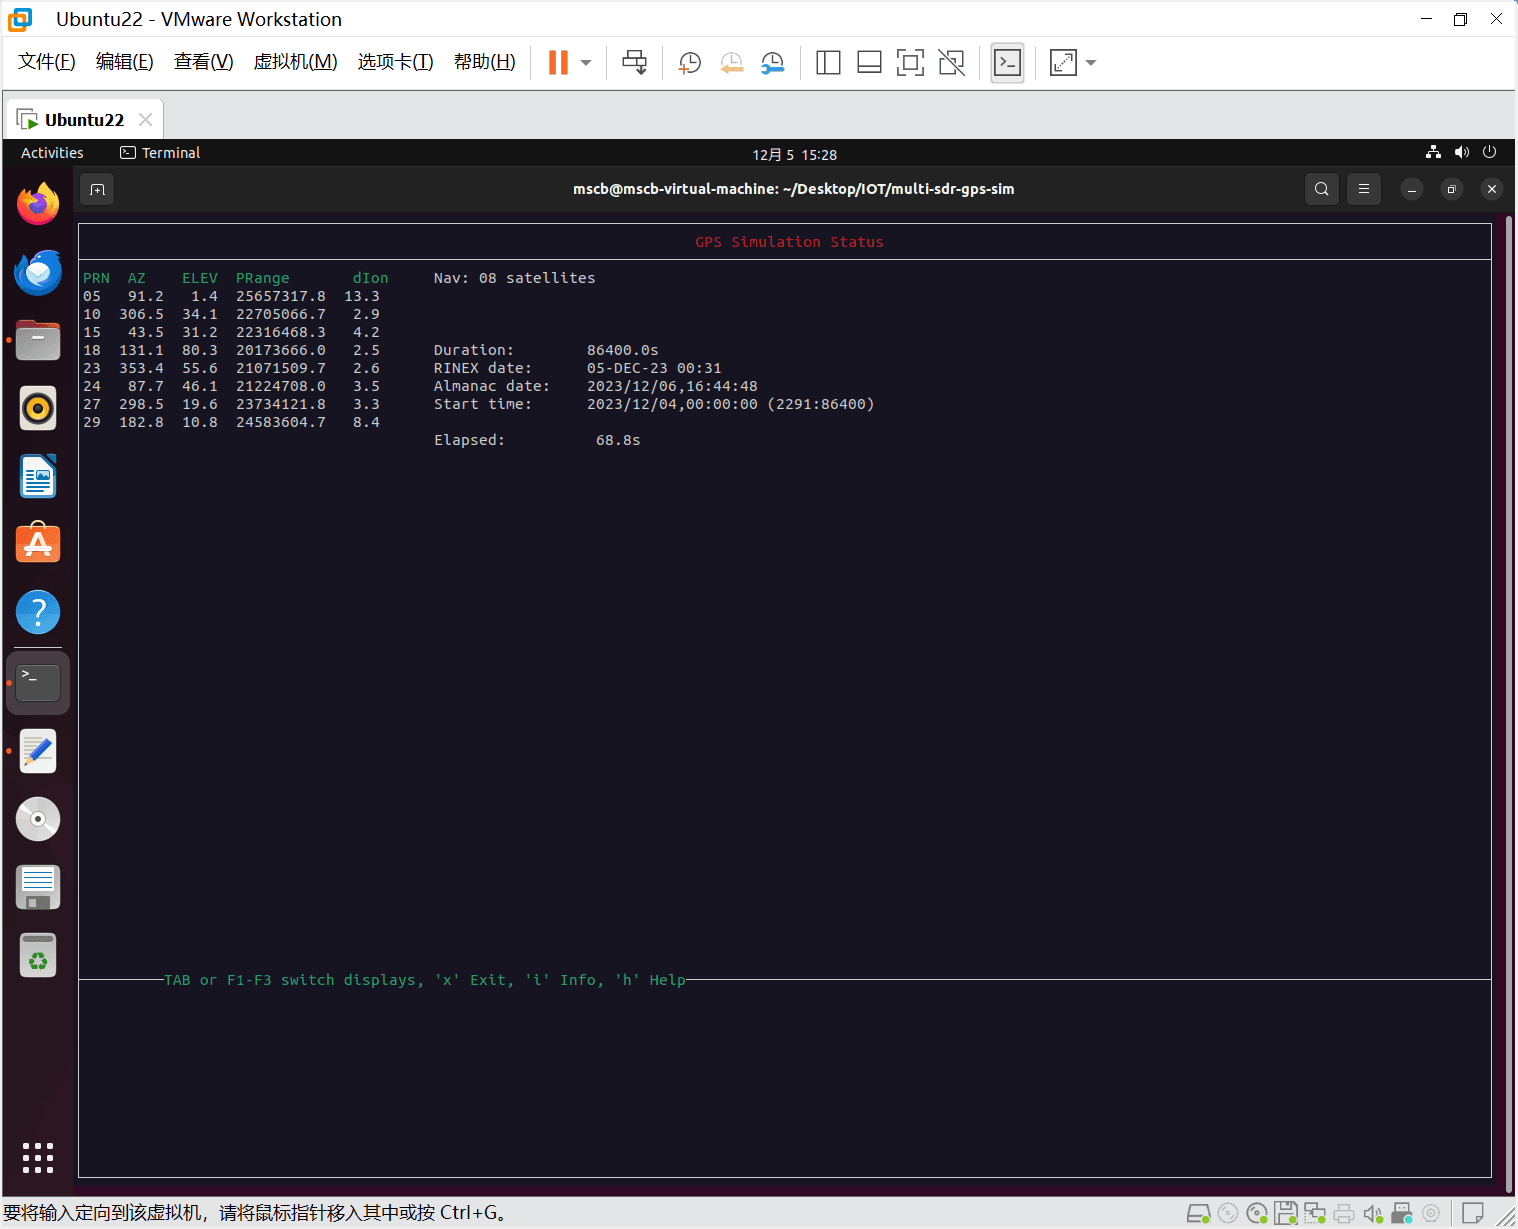 Ubuntu22 - VMware Workstation
文件(F) 编辑(E) 查看(V) 虚拟机(M) 选项卡(T) 帮助(H)
Ubuntu22
Activities Terminal 12月 5 15:28
mscb@mscb-virtual-machine: ~/Desktop/IOT/multi-sdr-gps-sim
GPS Simulation Status
PRN AZ ELEV PRange dIon Nav: 08 satellites
05 91.2 1.4 25657317.8 13.3
10 306.5 34.1 22705066.7 2.9
15 43.5 31.2 22316468.3 4.2
18 131.1 80.3 20173666.0 2.5 Duration: 86400.0s
23 353.4 55.6 21071509.7 2.6 RINEX date: 05-DEC-23 00:31
24 87.7 46.1 21224708.0 3.5 Almanac date: 2023/12/06,16:44:48
27 298.5 19.6 23734121.8 3.3 Start time: 2023/12/04,00:00:00 (2291:86400)
29 182.8 10.8 24583604.7 8.4
Elapsed: 68.8s
TAB or F1-F3 switch displays, 'x' Exit, 'i' Info, 'h' Help
要将输入定向到该虚拟机，请将鼠标指针移入其中或按 Ctrl+G。